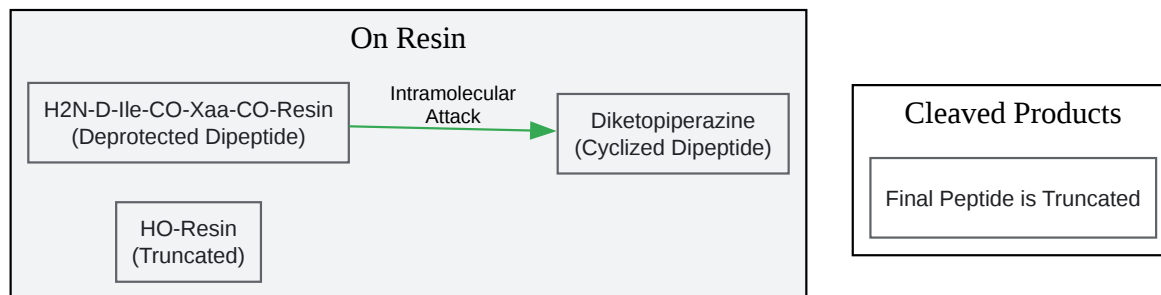 On Resin
H2N-D-Ile-CO-Xaa-CO-Resin
(Deprotected Dipeptide)
Intramolecular
Attack
Diketopiperazine
(Cyclized Dipeptide)
HO-Resin
(Truncated)
Cleaved Products
Final Peptide is Truncated